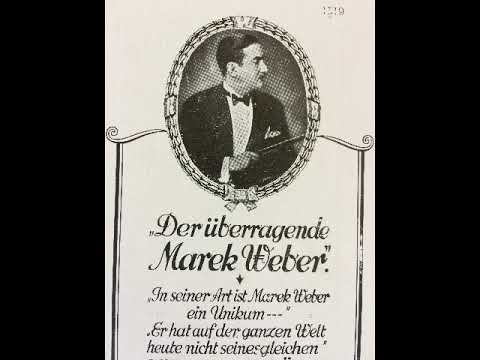 „Der überragende
Marek Weber."
„In seiner Art ist Marek Weber
ein Unikum---"
„Er hat auf der ganzen Welt
heute nicht seinesgleichen"